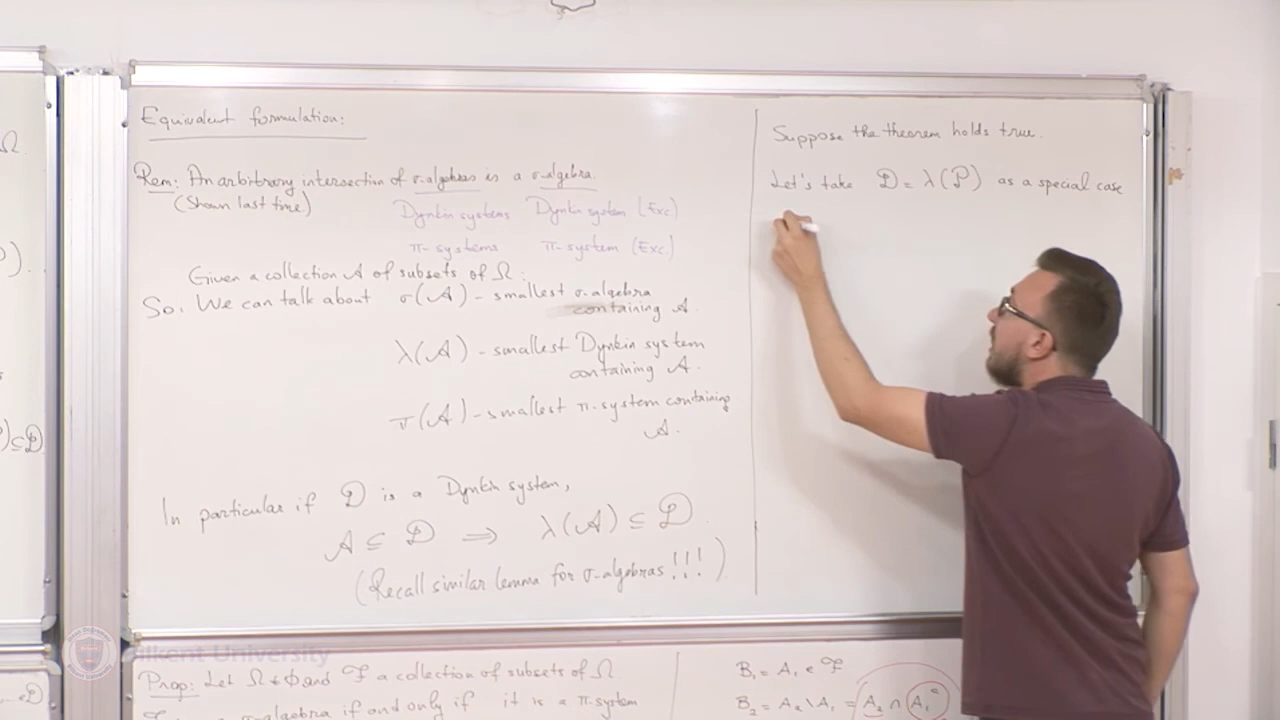 Equivalent formulation:
Rem: An arbitrary intersection of σ-algebras is a σ-algebra.
(Shown last time)
Dynkin systems Dynkin system (Exc)
π-systems π-system (Exc.)
Given a collection 𝒜 of subsets of Ω:
So, We can talk about σ(𝒜) - smallest σ-algebra
containing 𝒜.
λ(𝒜) - smallest Dynkin system
containing 𝒜.
π(𝒜) - smallest π-system containing
𝒜.
In particular if 𝒟 is a Dynkin system,
𝒜 ⊆ 𝒟 ⇒ λ(𝒜) ⊆ 𝒟
(Recall similar lemma for σ-algebras !!!)
Suppose the theorem holds true.
Let's take 𝒟 = λ(𝒫) as a special case
Ω
).
)⊆𝒟)
∈𝒟)
Bilkent University
Prop: Let Ω ≠ ∅ and ℱ a collection of subsets of Ω.
σ-algebra if and only if it is a π-system
B₁ = A₁ ∈ ℱ
B₂ = A₂ \ A₁ = A₂ ∩ A₁ᶜ